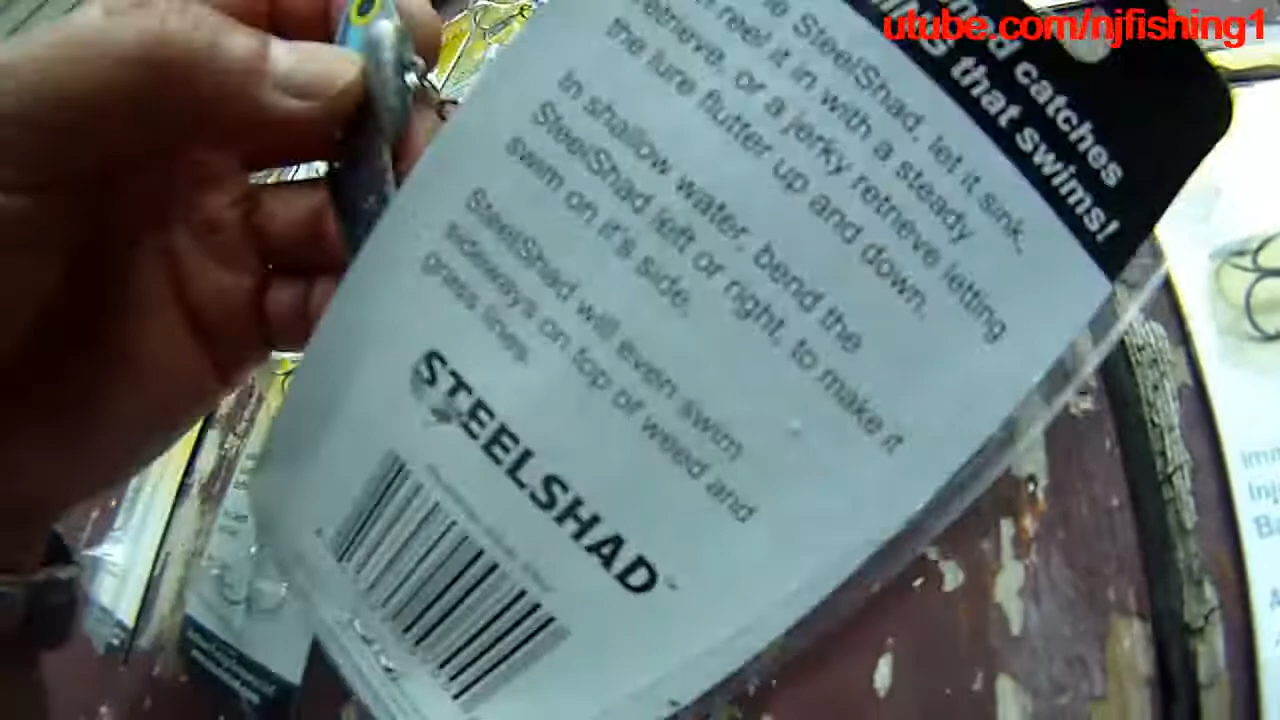 utube.com/njfishing1
catches
that swims!
SteelShad, let it sink,
reel it in with a steady
retrieve, or a jerky retrieve letting
the lure flutter up and down.
In shallow water, bend the
SteelShad left or right, to make it
swim on it's side.
SteelShad will even swim
sideways on top of weed and
grass lines.
STEELSHAD